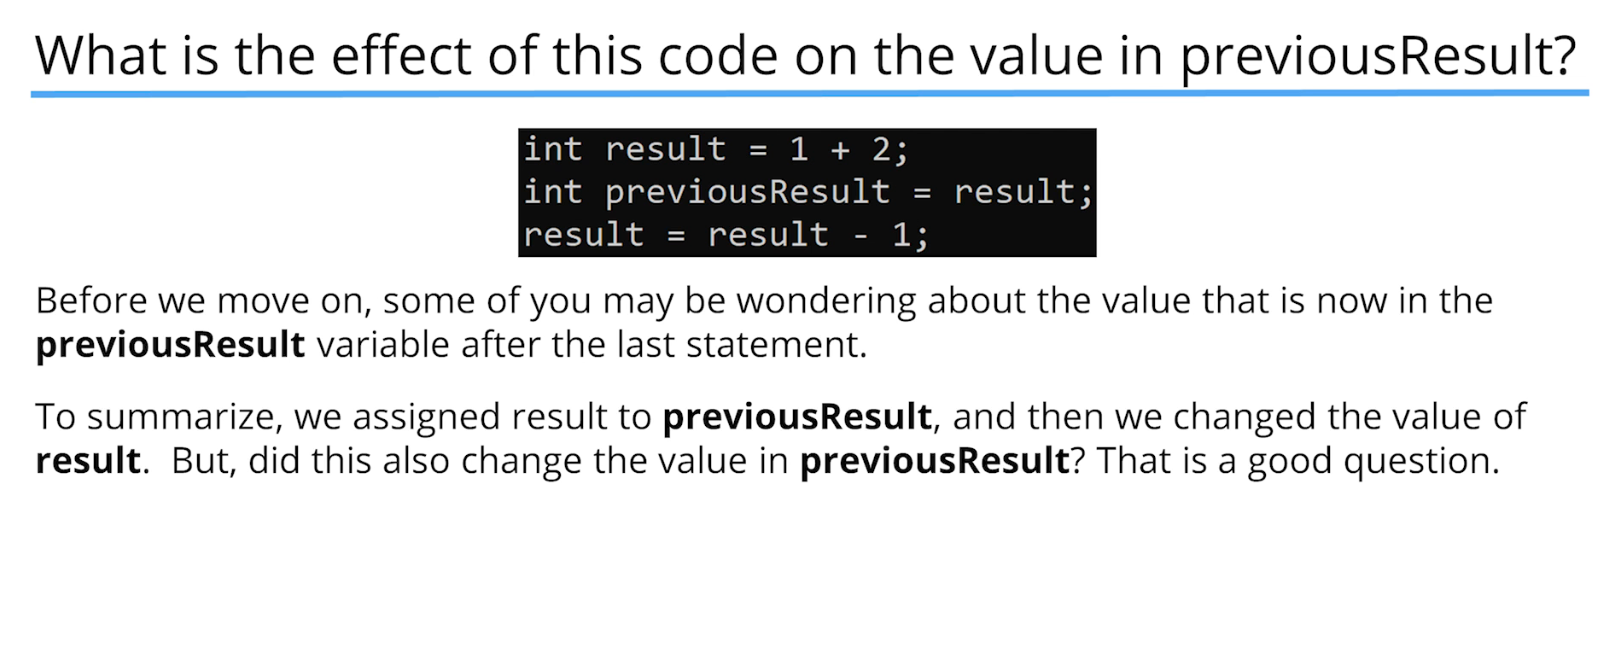 What is the effect of this code on the value in previousResult?
int result = 1 + 2;
int previousResult = result;
result = result - 1;
Before we move on, some of you may be wondering about the value that is now in the
previousResult variable after the last statement.
To summarize, we assigned result to previousResult, and then we changed the value of
result.  But, did this also change the value in previousResult? That is a good question.